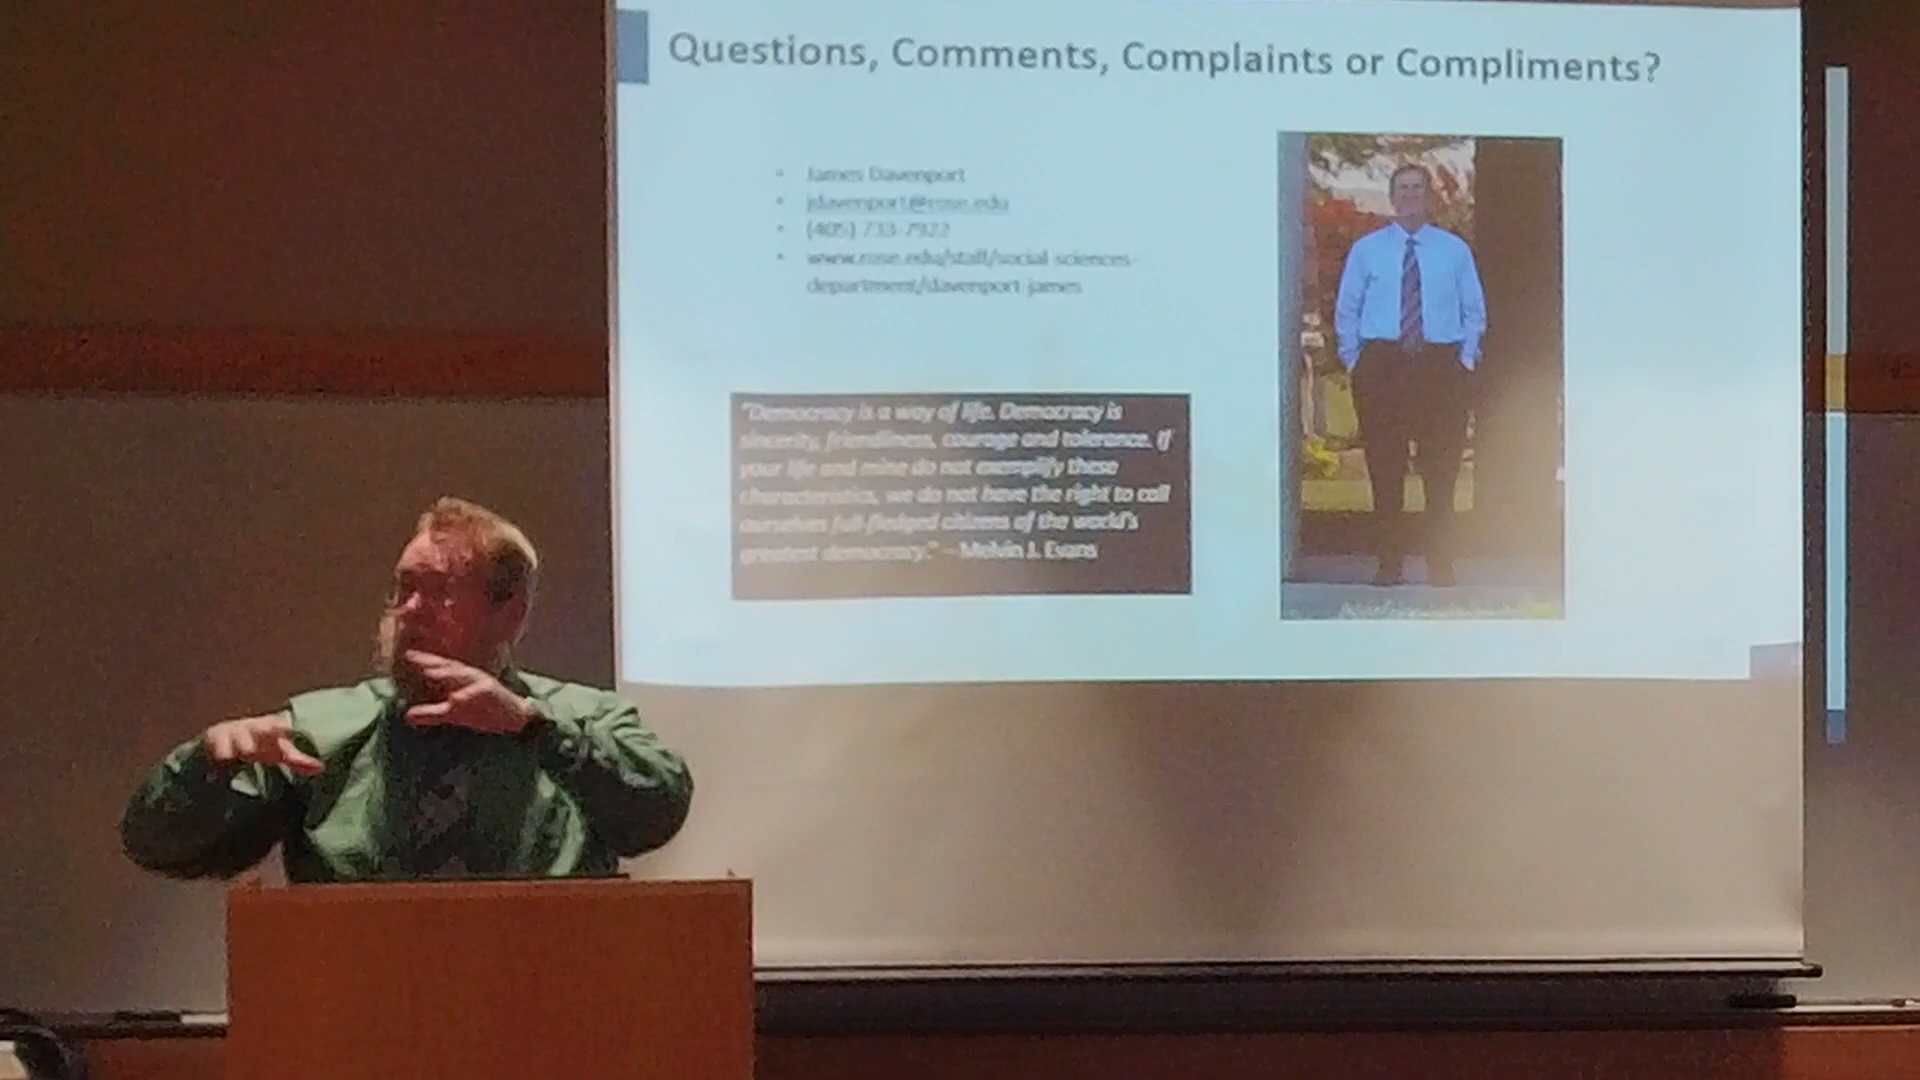 Questions, Comments, Complaints or Compliments?
James Davenport
jdavenport@rose.edu
(405) 733-7922
www.rose.edu/staff/social-sciences-
department/davenport-james
"Democracy is a way of life. Democracy is
sincerity, friendliness, courage and tolerance. If
your life and mine do not exemplify these
characteristics, we do not have the right to call
ourselves full-fledged citizens of the world's
greatest democracy." – Melvin J. Evans